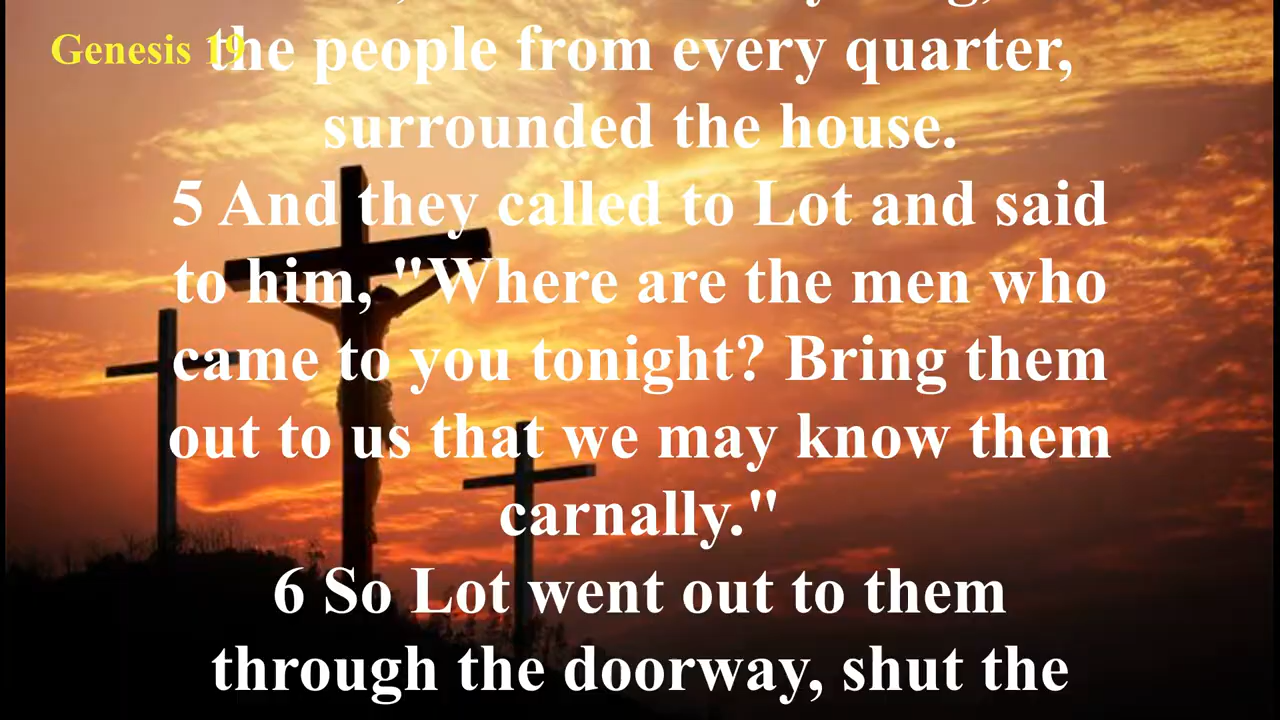 Genesis 19
the people from every quarter,
surrounded the house.
5 And they called to Lot and said
to him, "Where are the men who
came to you tonight? Bring them
out to us that we may know them
carnally."
6 So Lot went out to them
through the doorway, shut the